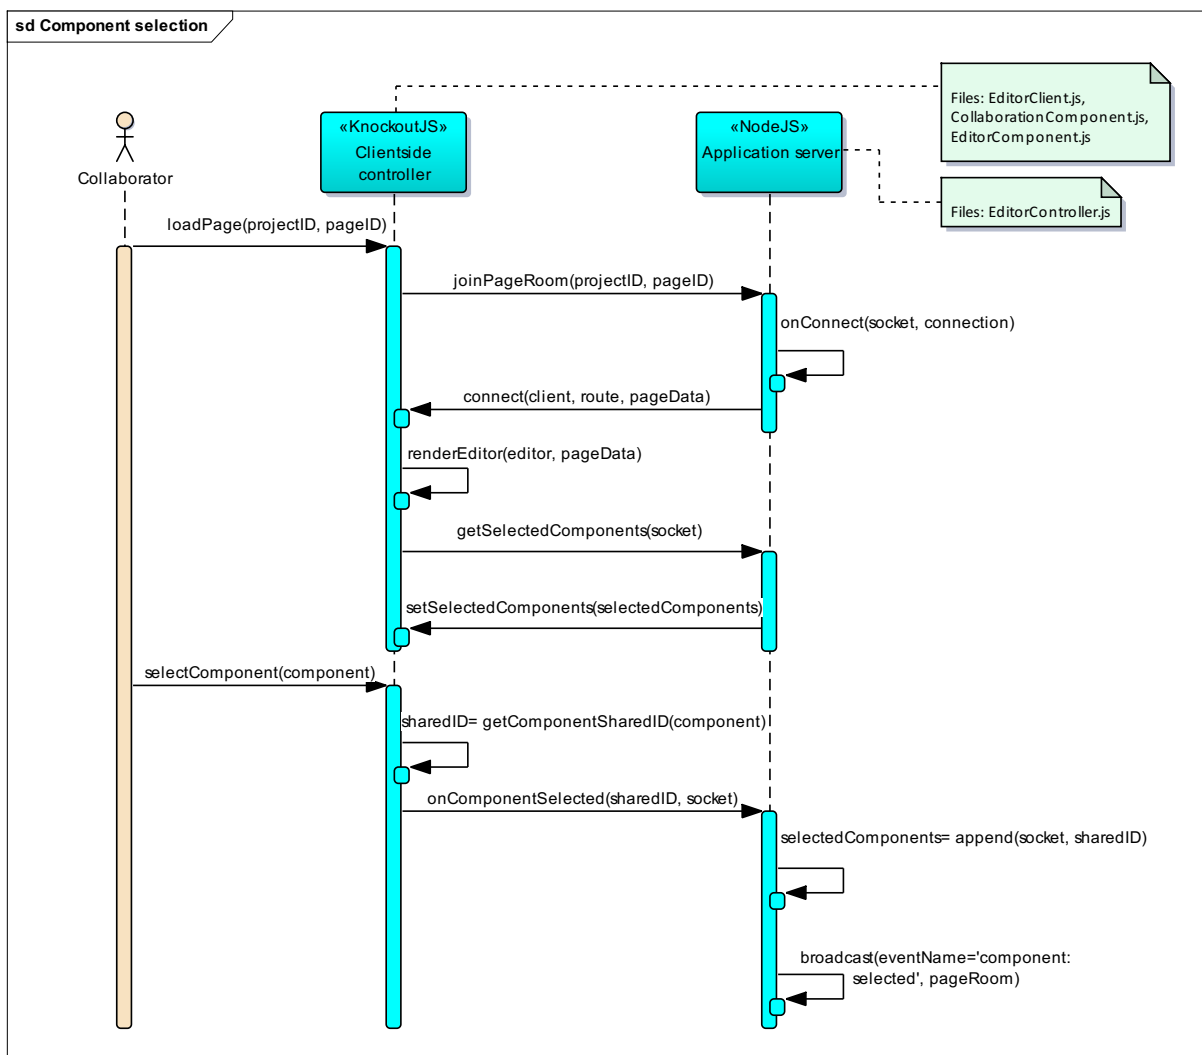 sd Component selection
Files: EditorClient.js,
CollaborationComponent.js,
EditorComponent.js
«KnockoutJS»
Clientside
controller
«NodeJS»
Application server
Collaborator
Files: EditorController.js
loadPage(projectID, pageID)
joinPageRoom(projectID, pageID)
onConnect(socket, connection)
connect(client, route, pageData)
renderEditor(editor, pageData)
getSelectedComponents(socket)
setSelectedComponents(selectedComponents)
selectComponent(component)
sharedID= getComponentSharedID(component)
onComponentSelected(sharedID, socket)
selectedComponents= append(socket, sharedID)
broadcast(eventName='component:
selected', pageRoom)